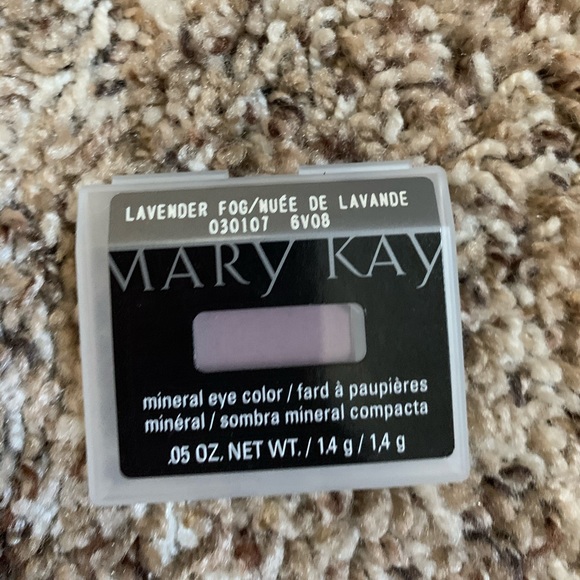 LAVENDER FOG/NUÉE DE LAVANDE
030107 6V08
MARY KAY
mineral eye color / fard à paupières
minéral / sombra mineral compacta
.05 OZ. NET WT. / 1.4 g / 1,4 g